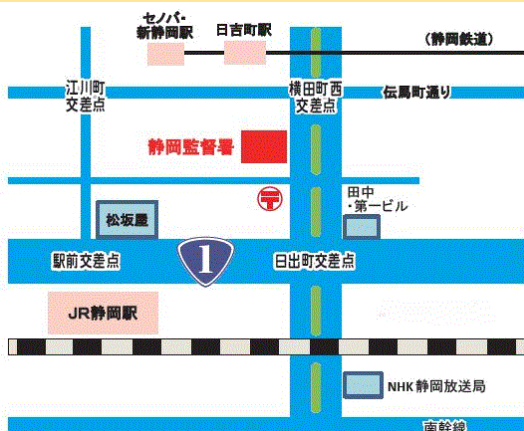 セノバ・
新静岡駅
日吉町駅
（静岡鉄道）
江川町
交差点
横田町西
交差点
伝馬町通り
静岡監督署
〒
田中
・第一ビル
松坂屋
駅前交差点
1
日出町交差点
JR静岡駅
NHK静岡放送局
南幹線